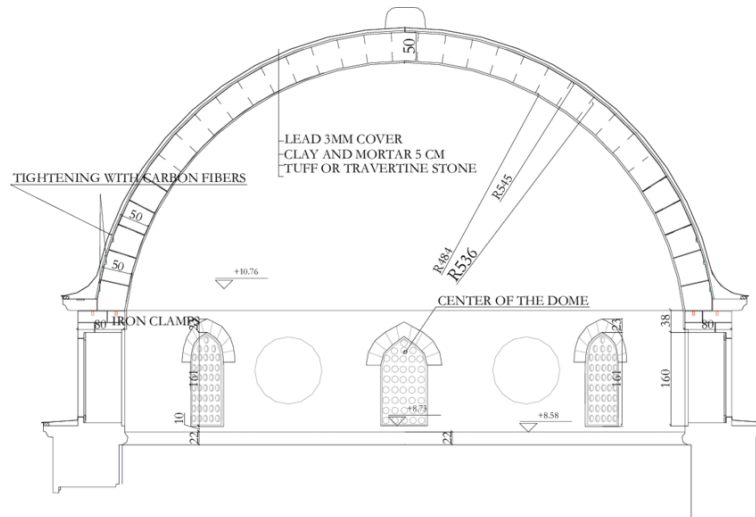 50
LEAD 3MM COVER
CLAY AND MORTAR 5 CM
TUFF OR TRAVERTINE STONE
TIGHTENING WITH CARBON FIBERS
R545
50
R484
R536
50
+10.76
CENTER OF THE DOME
IRON CLAMPS
80
23
38
80
161
161
160
10
+8.73
+8.58
22
22